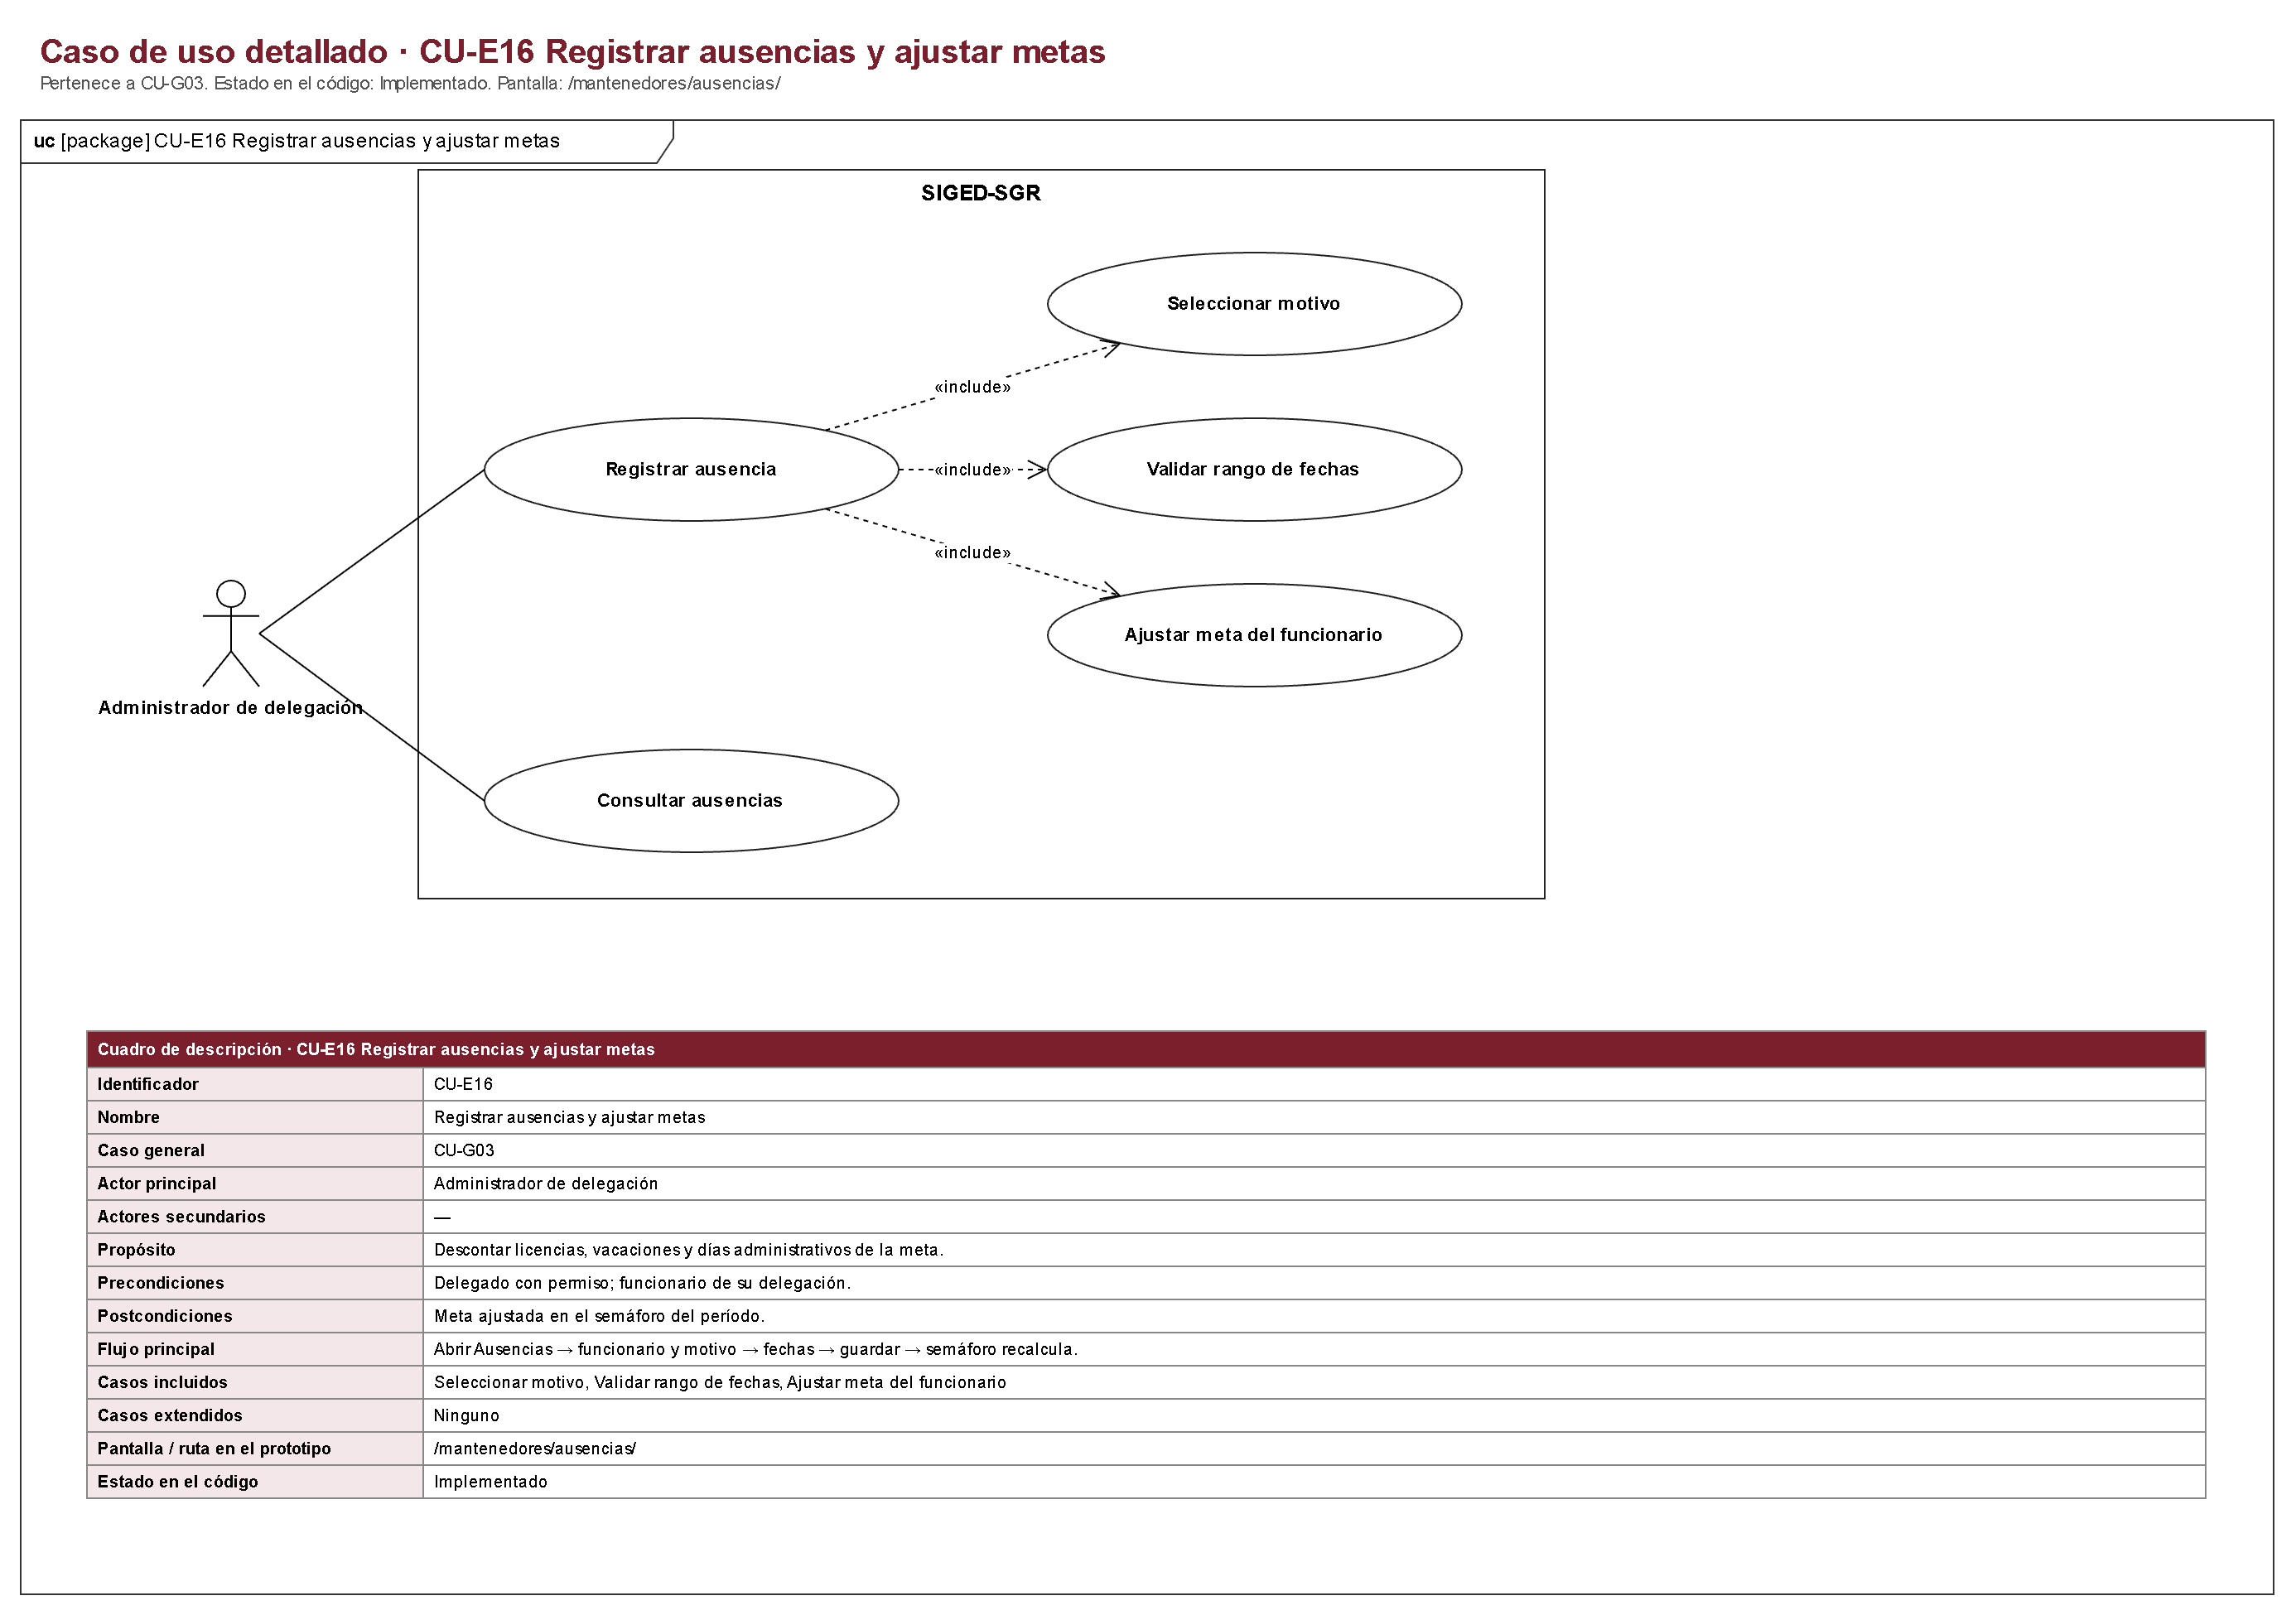 Caso de uso detallado · CU-E16 Registrar ausencias y ajustar metas
Pertenece a CU-G03. Estado en el código: Implementado. Pantalla: /mantenedores/ausencias/
uc [package] CU-E16 Registrar ausencias y ajustar metas
SIGED-SGR
Seleccionar motivo
«include»
Registrar ausencia
«include»
Validar rango de fechas
«include»
Ajustar meta del funcionario
Administrador de delegación
Consultar ausencias
Cuadro de descripción · CU-E16 Registrar ausencias y ajustar metas
Identificador CU-E16
Nombre Registrar ausencias y ajustar metas
Caso general CU-G03
Actor principal Administrador de delegación
Actores secundarios —
Propósito Descontar licencias, vacaciones y días administrativos de la meta.
Precondiciones Delegado con permiso; funcionario de su delegación.
Postcondiciones Meta ajustada en el semáforo del período.
Flujo principal Abrir Ausencias → funcionario y motivo → fechas → guardar → semáforo recalcula.
Casos incluidos Seleccionar motivo, Validar rango de fechas, Ajustar meta del funcionario
Casos extendidos Ninguno
Pantalla / ruta en el prototipo /mantenedores/ausencias/
Estado en el código Implementado